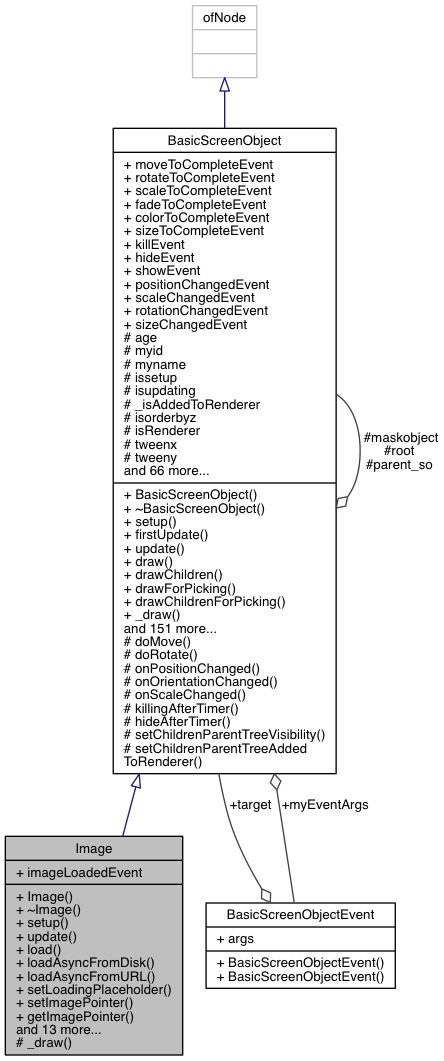 ofNode
BasicScreenObject
+ moveToCompleteEvent
+ rotateToCompleteEvent
+ scaleToCompleteEvent
+ fadeToCompleteEvent
+ colorToCompleteEvent
+ sizeToCompleteEvent
+ killEvent
+ hideEvent
+ showEvent
+ positionChangedEvent
+ scaleChangedEvent
+ rotationChangedEvent
+ sizeChangedEvent
# age
# myid
# myname
# issetup
# isupdating
# _isAddedToRenderer
# isorderbyz
# isRenderer
# tweenx
# tweeny
and 66 more...
#maskobject
#root
#parent_so
+ BasicScreenObject()
+ ~BasicScreenObject()
+ setup()
+ firstUpdate()
+ update()
+ draw()
+ drawChildren()
+ drawForPicking()
+ drawChildrenForPicking()
+ _draw()
and 151 more...
# doMove()
# doRotate()
# onPositionChanged()
# onOrientationChanged()
# onScaleChanged()
# killingAfterTimer()
# hideAfterTimer()
# setChildrenParentTreeVisibility()
# setChildrenParentTreeAdded
ToRenderer()
+target
+myEventArgs
Image
+ imageLoadedEvent
+ Image()
+ ~Image()
+ setup()
+ update()
+ load()
+ loadAsyncFromDisk()
+ loadAsyncFromURL()
+ setLoadingPlaceholder()
+ setImagePointer()
+ getImagePointer()
and 13 more...
# _draw()
BasicScreenObjectEvent
+ args
+ BasicScreenObjectEvent()
+ BasicScreenObjectEvent()